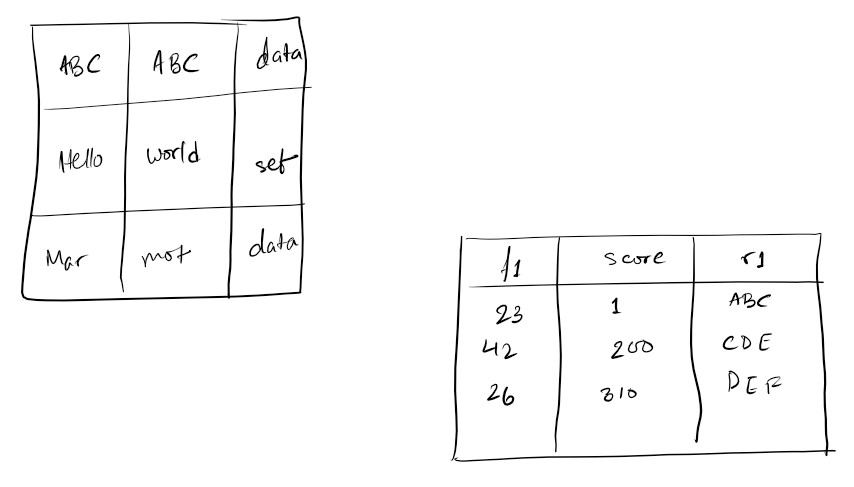 ABC ABC data
Hello world set
Mar mot data
f1 score r1
23 1 ABC
42 200 CDE
26 310 DEF